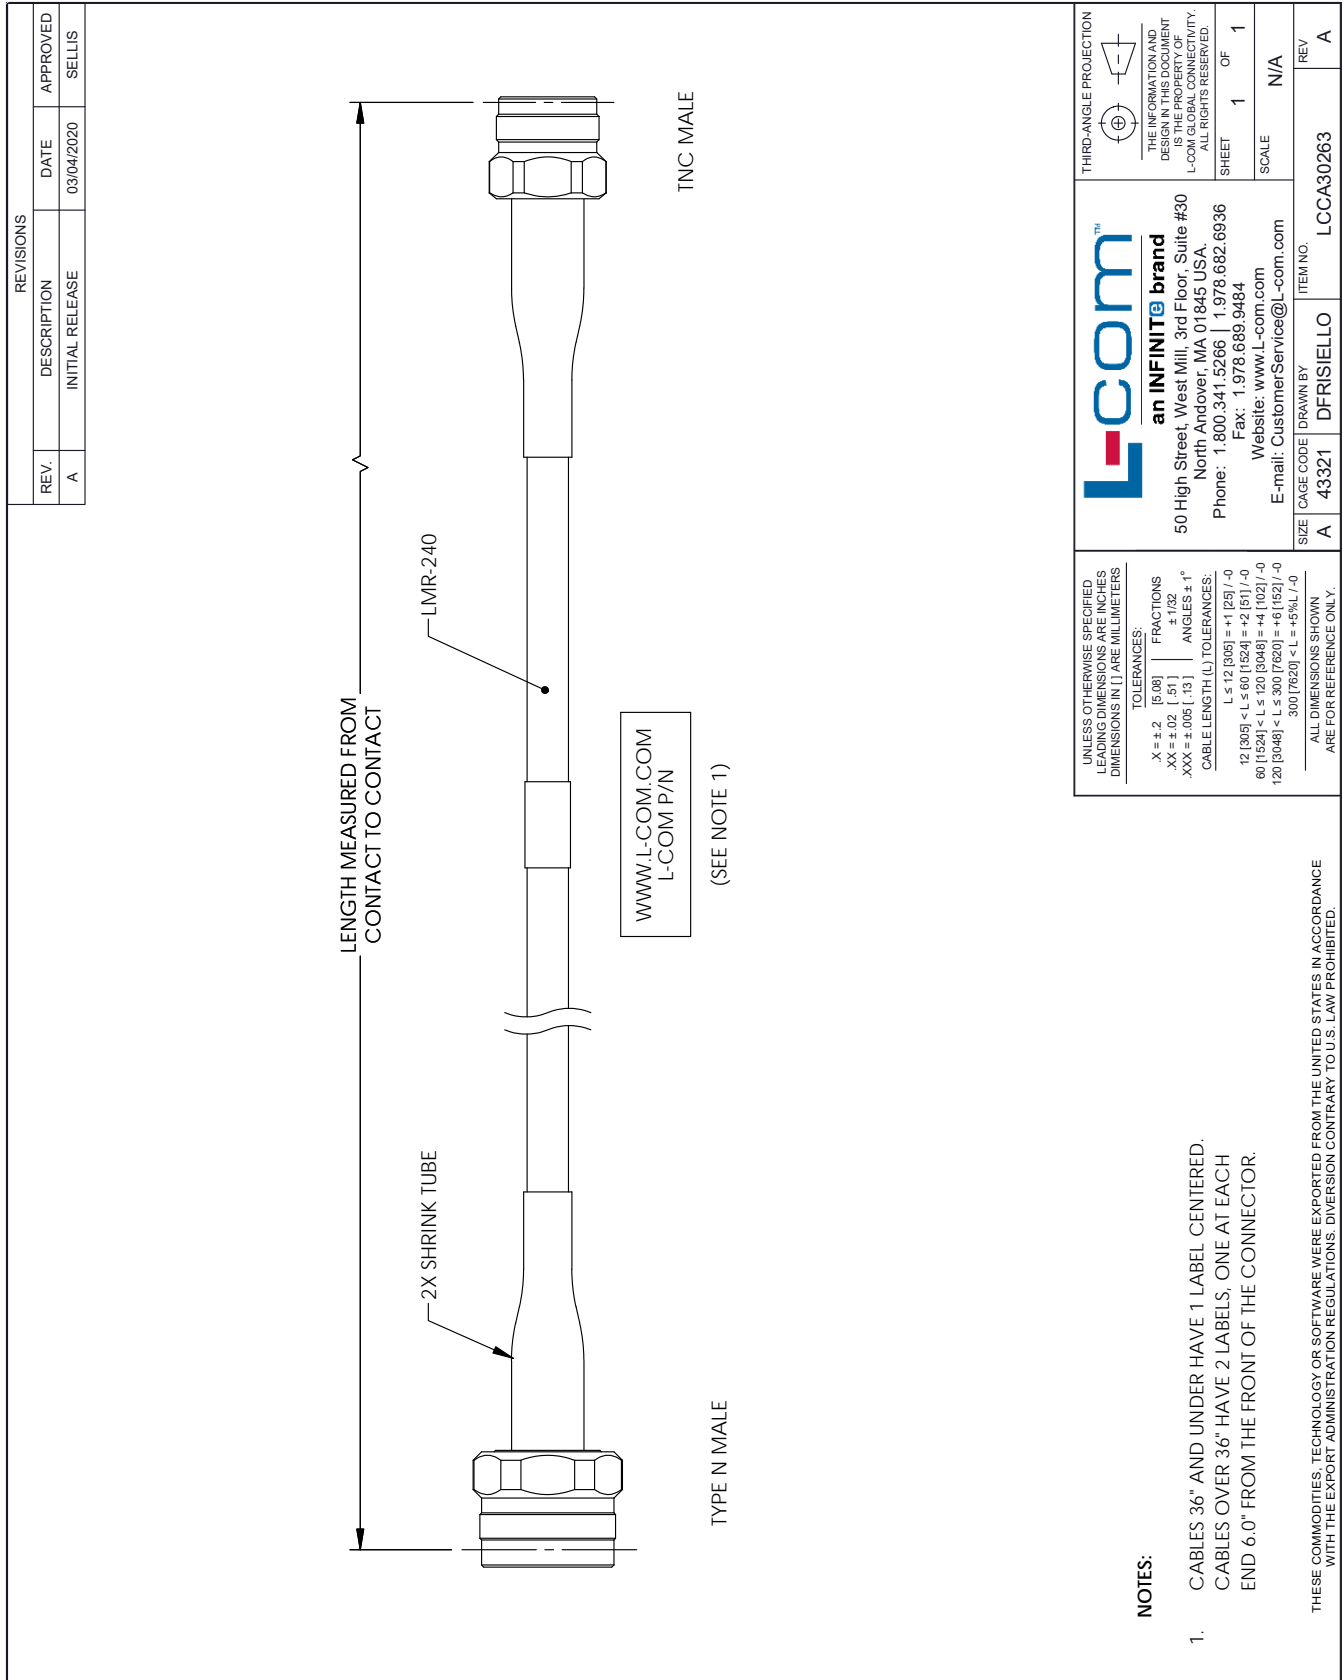 REVISIONS
REV. DESCRIPTION DATE APPROVED
A INITIAL RELEASE 03/04/2020 SELLIS
LENGTH MEASURED FROM
CONTACT TO CONTACT
2X SHRINK TUBE
LMR-240
WWW.L-COM.COM
L-COM P/N
(SEE NOTE 1)
TYPE N MALE
TNC MALE
NOTES:
1. CABLES 36" AND UNDER HAVE 1 LABEL CENTERED.
CABLES OVER 36" HAVE 2 LABELS, ONE AT EACH
END 6.0" FROM THE FRONT OF THE CONNECTOR.
THESE COMMODITIES, TECHNOLOGY OR SOFTWARE WERE EXPORTED FROM THE UNITED STATES IN ACCORDANCE
WITH THE EXPORT ADMINISTRATION REGULATIONS. DIVERSION CONTRARY TO U.S. LAW PROHIBITED.
UNLESS OTHERWISE SPECIFIED
LEADING DIMENSIONS ARE INCHES
DIMENSIONS IN [ ] ARE MILLIMETERS
TOLERANCES:
.X = ±.2 [5.08] FRACTIONS
.XX = ±.02 [.51] ± 1/32
.XXX = ±.005 [.13] ANGLES ± 1°
CABLE LENGTH (L) TOLERANCES:
L ≤ 12 [305] = +1 [25] / -0
12 [305] < L ≤ 60 [1524] = +2 [51] / -0
60 [1524] < L ≤ 120 [3048] = +4 [102] / -0
120 [3048] < L ≤ 300 [7620] = +6 [152] / -0
300 [7620] < L = +5%L / -0
ALL DIMENSIONS SHOWN
ARE FOR REFERENCE ONLY.
L-com™
an INFINITe brand
50 High Street, West Mill, 3rd Floor, Suite #30
North Andover, MA 01845 USA.
Phone: 1.800.341.5266 | 1.978.682.6936
Fax: 1.978.689.9484
Website: www.L-com.com
E-mail: CustomerService@L-com.com
THIRD-ANGLE PROJECTION
THE INFORMATION AND
DESIGN IN THIS DOCUMENT
IS THE PROPERTY OF
L-COM GLOBAL CONNECTIVITY.
ALL RIGHTS RESERVED.
SHEET 1 OF 1
SCALE N/A
SIZE A
CAGE CODE 43321
DRAWN BY DFRISIELLO
ITEM NO. LCCA30263
REV A